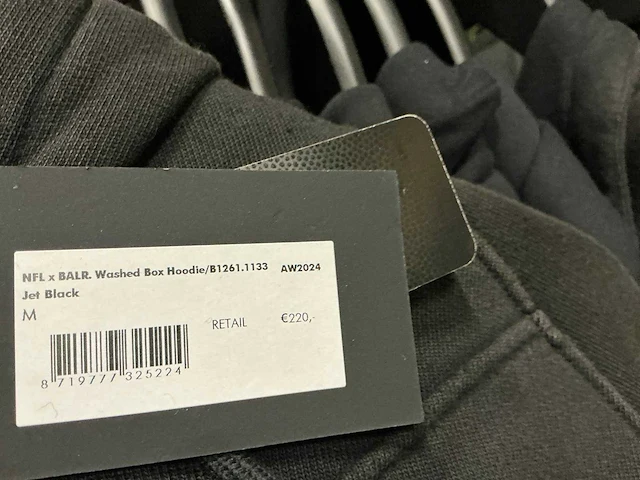 NFL x BALR. Washed Box Hoodie/B1261.1133 AW2024
Jet Black
M
RETAIL €220,-
8 719777 325224